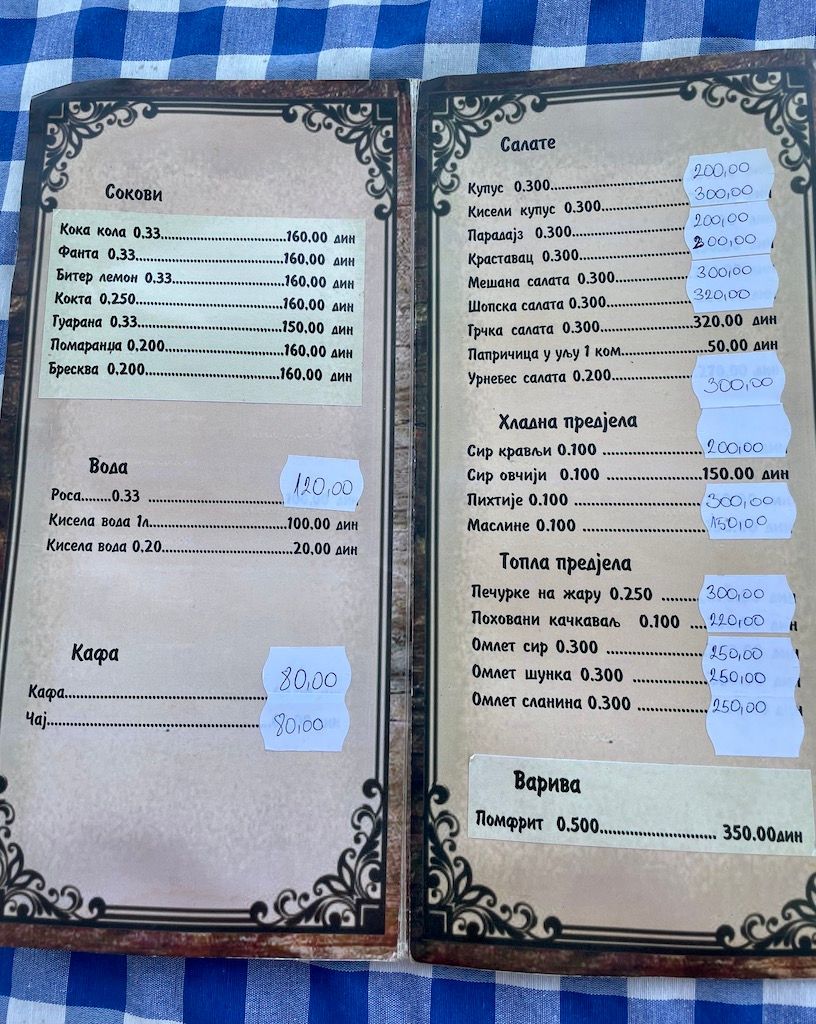 Сокови
Кока кола 0.33..............................160.00 дин
Фанта 0.33...................................160.00 дин
Битер лемон 0.33...........................160.00 дин
Кокта 0.250...................................160.00 дин
Гуарана 0.33..................................150.00 дин
Помаранџа 0.200............................160.00 дин
Бресква 0.200................................160.00 дин
Вода
Роса.......0.33 ................................120,00
Кисела вода 1л................................100.00 дин
Кисела вода 0.20...............................20.00 дин
Кафа
Кафа..............................................80,00
Чај.................................................80,00
Салате
Купус 0.300................................200,00
Кисели купус 0.300......................300,00
Парадајз 0.300...........................200,00
Краставац 0.300..........................200,00
Мешана салата 0.300...................300,00
Шопска салата 0.300....................320,00
Грчка салата 0.300......................320.00 дин
Папричица у уљу 1 ком....................50.00 дин
Урнебес салата 0.200....................300,00
Хладна предјела
Сир крављи 0.100 ........................200,00
Сир овчији 0.100 .........................150.00 дин
Пихтије 0.100 .............................300,00
Маслине 0.100 ............................150,00
Топла предјела
Печурке на жару 0.250 .........300,00
Поховани качкаваљ 0.100 ....220,00
Омлет сир 0.300 ..................250,00
Омлет шунка 0.300 ...............250,00
Омлет сланина 0.300 ............250,00
Варива
Помфрит 0.500............................ 350.00дин